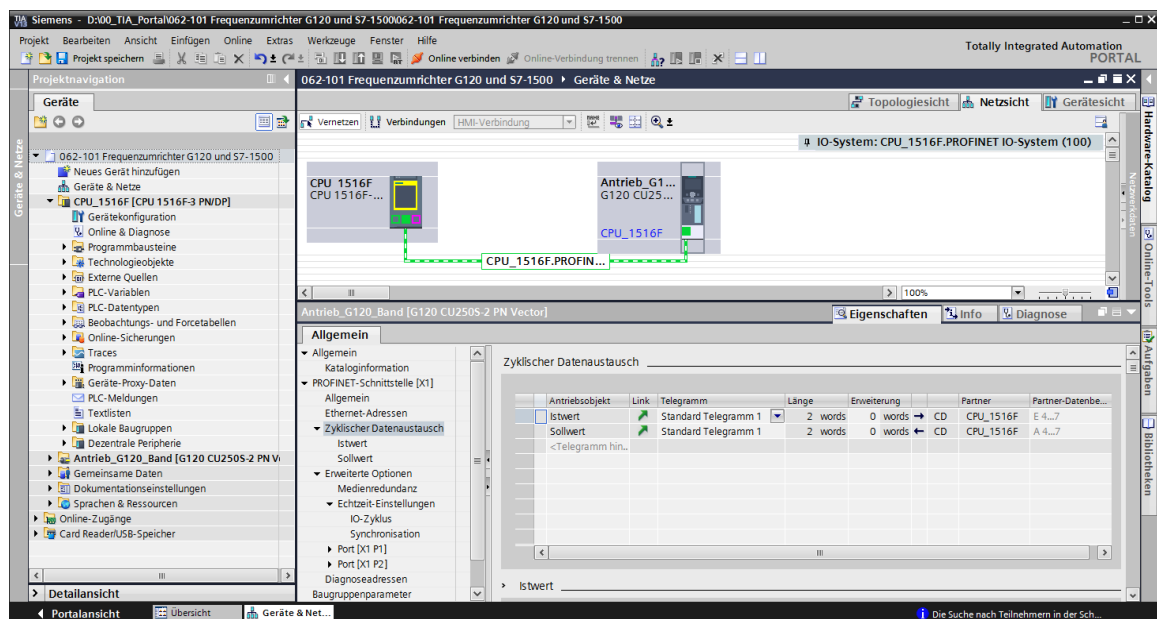 Siemens - D:\00_TIA_Portal\062-101 Frequenzumrichter G120 und S7-1500\062-101 Frequenzumrichter G120 und S7-1500
Projekt Bearbeiten Ansicht Einfügen Online Extras Werkzeuge Fenster Hilfe
Totally Integrated Automation
PORTAL
Projekt speichern Online verbinden Online-Verbindung trennen
Projektnavigation
062-101 Frequenzumrichter G120 und S7-1500 Geräte & Netze
Geräte
Topologiesicht Netzsicht Gerätesicht
Vernetzen Verbindungen HMI-Verbindung
IO-System: CPU_1516F.PROFINET IO-System (100)
Geräte & Netze
062-101 Frequenzumrichter G120 und S7-1500
Neues Gerät hinzufügen
Geräte & Netze
CPU_1516F [CPU 1516F-3 PN/DP]
Gerätekonfiguration
Online & Diagnose
Programmbausteine
Technologieobjekte
Externe Quellen
PLC-Variablen
PLC-Datentypen
Beobachtungs- und Forcetabellen
Online-Sicherungen
Traces
Programminformationen
Geräte-Proxy-Daten
PLC-Meldungen
Textlisten
Lokale Baugruppen
Dezentrale Peripherie
Antrieb_G120_Band [G120 CU250S-2 PN V
Gemeinsame Daten
Dokumentationseinstellungen
Sprachen & Ressourcen
Online-Zugänge
Card Reader/USB-Speicher
Detailansicht
CPU_1516F
CPU 1516F-...
Antrieb_G1...
G120 CU25...
CPU_1516F
CPU_1516F.PROFIN...
100%
Netzwerkdaten
Antrieb_G120_Band [G120 CU250S-2 PN Vector]
Eigenschaften Info Diagnose
Allgemein
Allgemein
Kataloginformation
PROFINET-Schnittstelle [X1]
Allgemein
Ethernet-Adressen
Zyklischer Datenaustausch
Istwert
Sollwert
Erweiterte Optionen
Medienredundanz
Echtzeit-Einstellungen
IO-Zyklus
Synchronisation
Port [X1 P1]
Port [X1 P2]
Diagnoseadressen
Baugruppenparameter
Zyklischer Datenaustausch
Antriebsobjekt Link Telegramm Länge Erweiterung Partner Partner-Datenbe...
Istwert Standard Telegramm 1 2 words 0 words CD CPU_1516F E 4...7
Sollwert Standard Telegramm 1 2 words 0 words CD CPU_1516F A 4...7
<Telegramm hin...
Istwert
Hardware-Katalog
Online-Tools
Aufgaben
Bibliotheken
Portalansicht Übersicht Geräte & Net...
Die Suche nach Teilnehmern in der Sch...